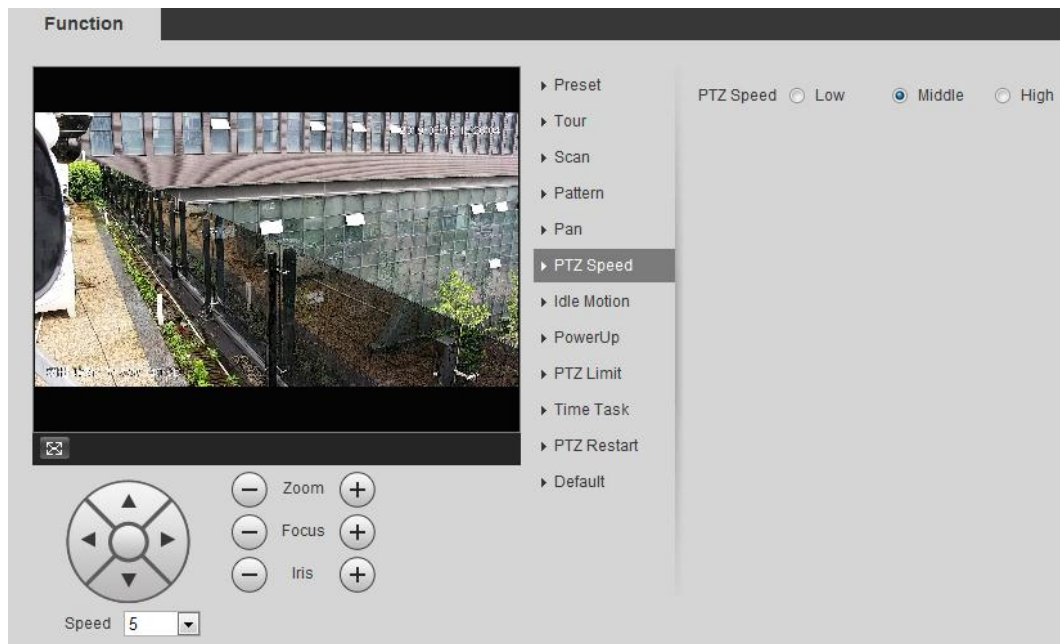 Function
Preset
Tour
Scan
Pattern
Pan
PTZ Speed
Idle Motion
PowerUp
PTZ Limit
Time Task
PTZ Restart
Default
PTZ Speed Low Middle High
Zoom
Focus
Iris
Speed 5